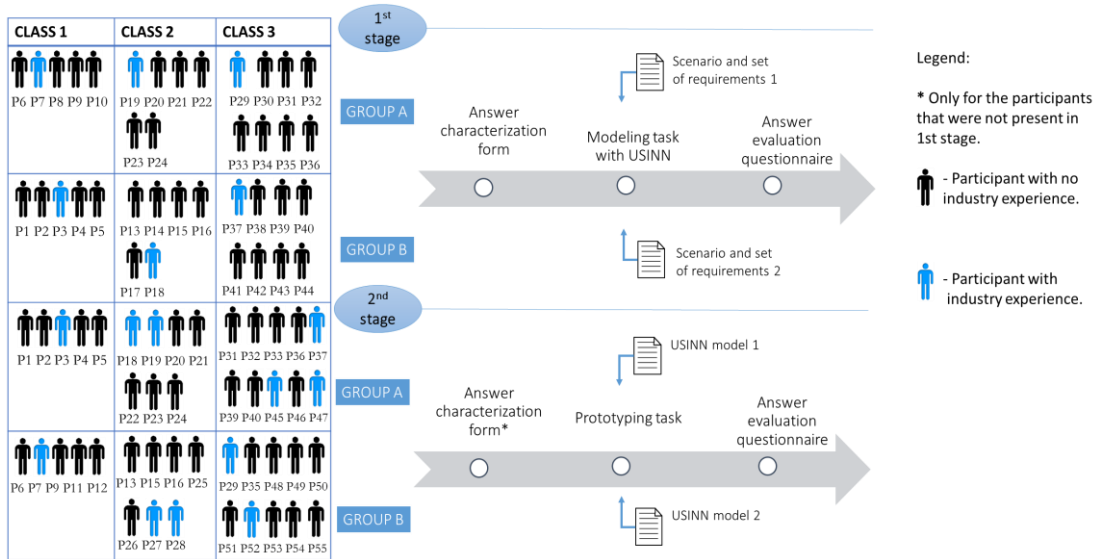 CLASS 1 CLASS 2 CLASS 3
P6 P7 P8 P9 P10
P19 P20 P21 P22
P23 P24
P29 P30 P31 P32
P33 P34 P35 P36
P1 P2 P3 P4 P5
P13 P14 P15 P16
P17 P18
P37 P38 P39 P40
P41 P42 P43 P44
P1 P2 P3 P4 P5
P18 P19 P20 P21
P22 P23 P24
P31 P32 P33 P36 P37
P39 P40 P45 P46 P47
P6 P7 P9 P11 P12
P13 P15 P16 P25
P26 P27 P28
P29 P35 P48 P49 P50
P51 P52 P53 P54 P55
1st
stage
GROUP A
Scenario and set
of requirements 1
Answer
characterization
form
Modeling task
with USINN
Answer
evaluation
questionnaire
GROUP B
Scenario and set
of requirements 2
2nd
stage
USINN model 1
GROUP A
Answer
characterization
form*
Prototyping task
Answer
evaluation
questionnaire
GROUP B
USINN model 2
Legend:
* Only for the participants
that were not present in
1st stage.
- Participant with no
industry experience.
- Participant with
industry experience.